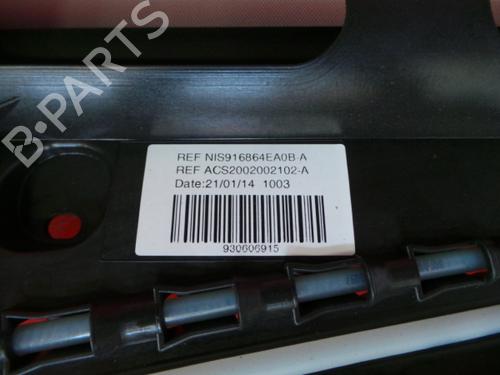 B-PARTS
REF NIS916864EA0B-A
REF ACS2002002102-A
Date:21/01/14 1003
930606915